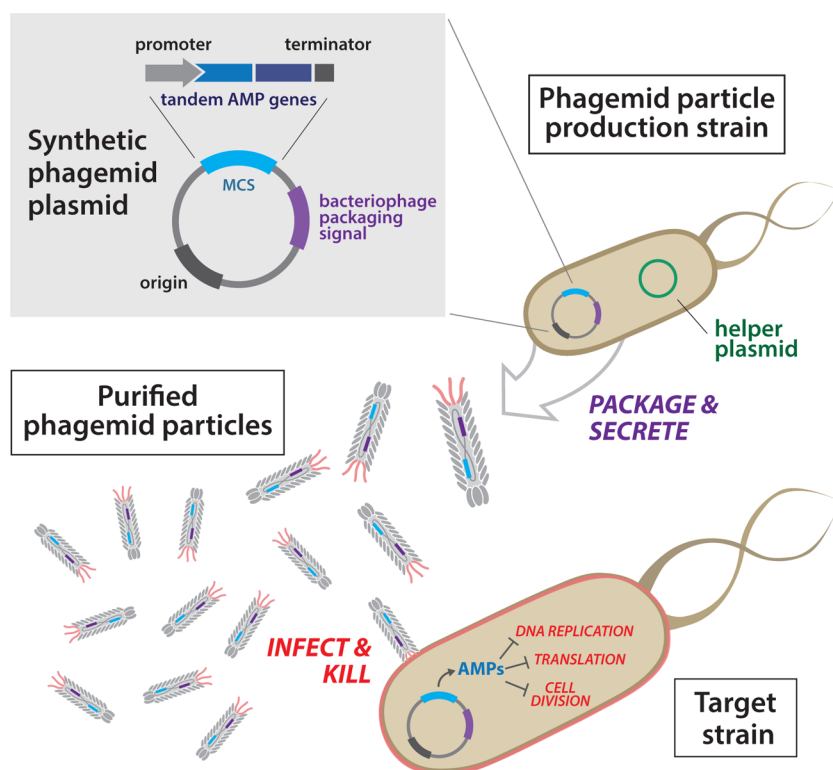 promoter
terminator
tandem AMP genes
Synthetic
phagemid
plasmid
MCS
bacteriophage
packaging
signal
origin
Phagemid particle
production strain
helper
plasmid
PACKAGE &
SECRETE
Purified
phagemid particles
INFECT &
KILL
AMPs
DNA REPLICATION
TRANSLATION
CELL
DIVISION
Target
strain